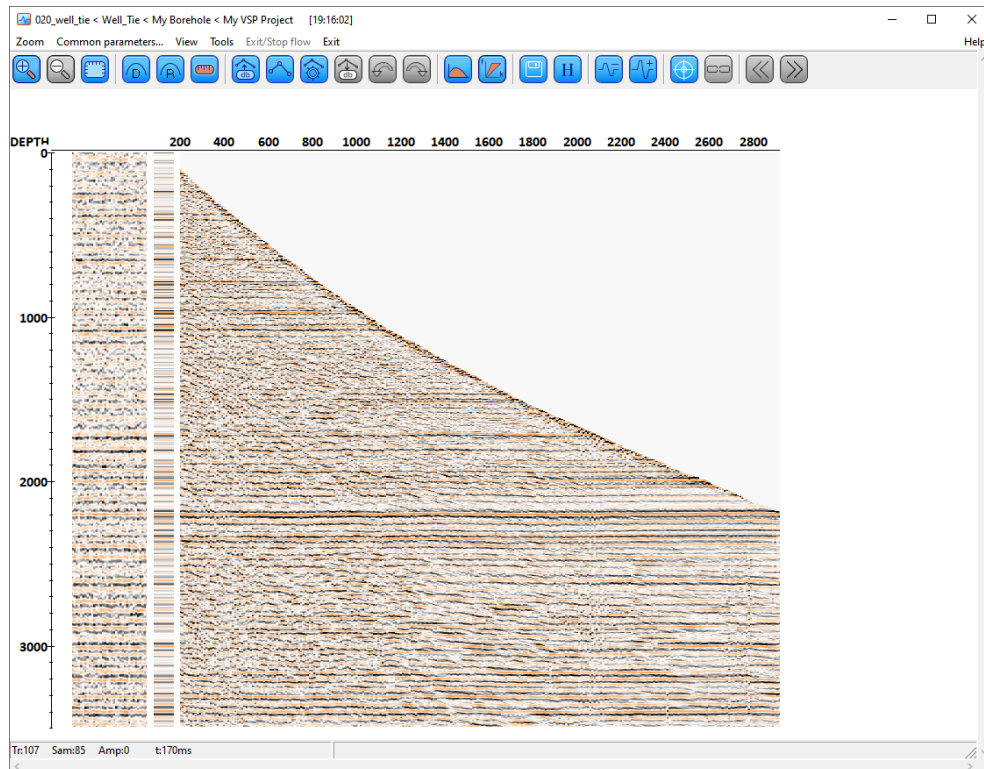 020_well_tie < Well_Tie < My Borehole < My VSP Project [19:16:02]
Zoom Common parameters... View Tools Exit/Stop flow Exit Help
D R db db H
DEPTH 200 400 600 800 1000 1200 1400 1600 1800 2000 2200 2400 2600 2800
0
1000
2000
3000
Tr:107 Sam:85 Amp:0 t:170ms